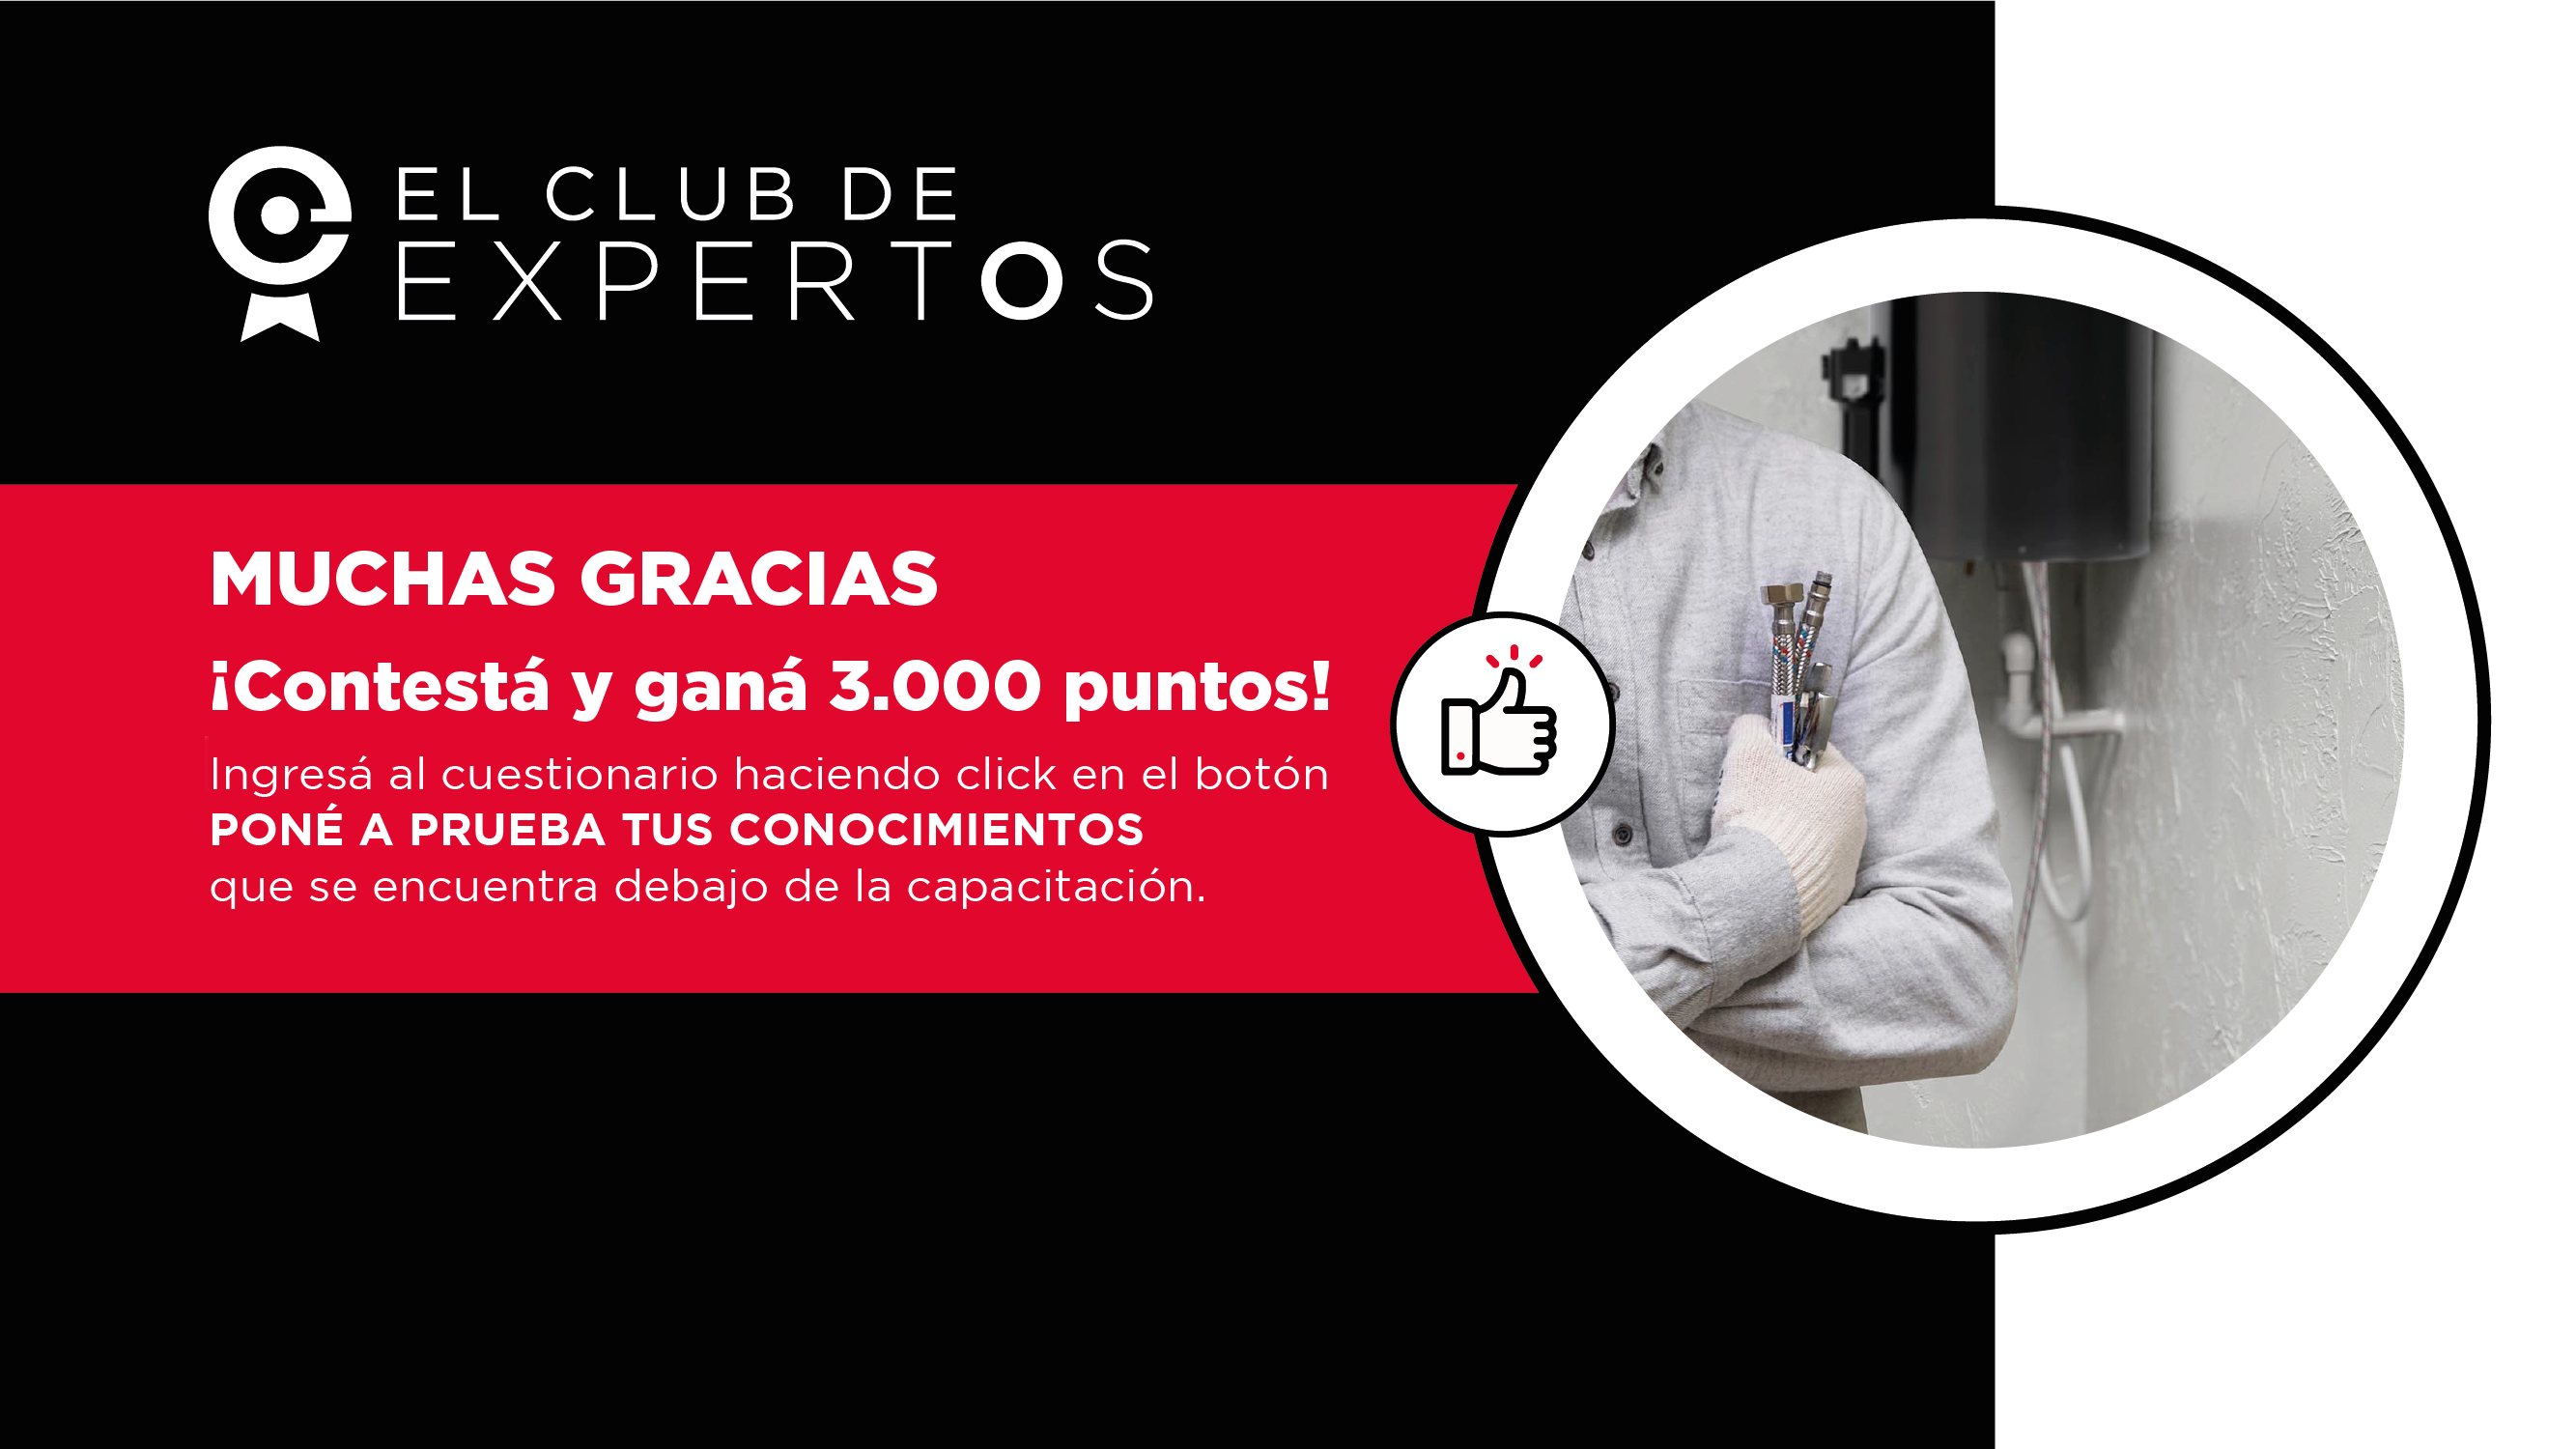 EL CLUB DE
EXPERTOS
MUCHAS GRACIAS
¡Contestá y ganá 3.000 puntos!
Ingresá al cuestionario haciendo click en el botón
PONÉ A PRUEBA TUS CONOCIMIENTOS
que se encuentra debajo de la capacitación.